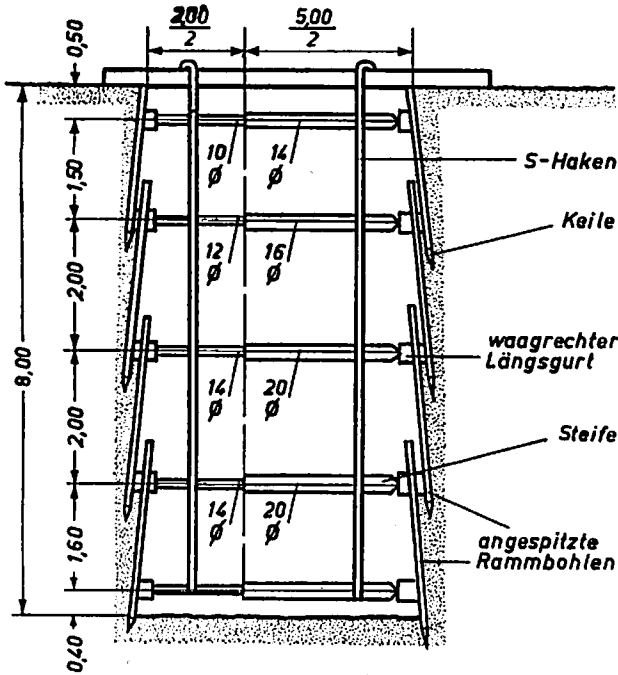 2,00
2
5,00
2
0,50
10
Ø
14
Ø
S-Haken
1,50
12
Ø
16
Ø
Keile
2,00
8,00
waagrechter
Längsgurt
14
Ø
20
Ø
2,00
Steife
14
Ø
20
Ø
1,60
angespitzte
Rammbohlen
0,40